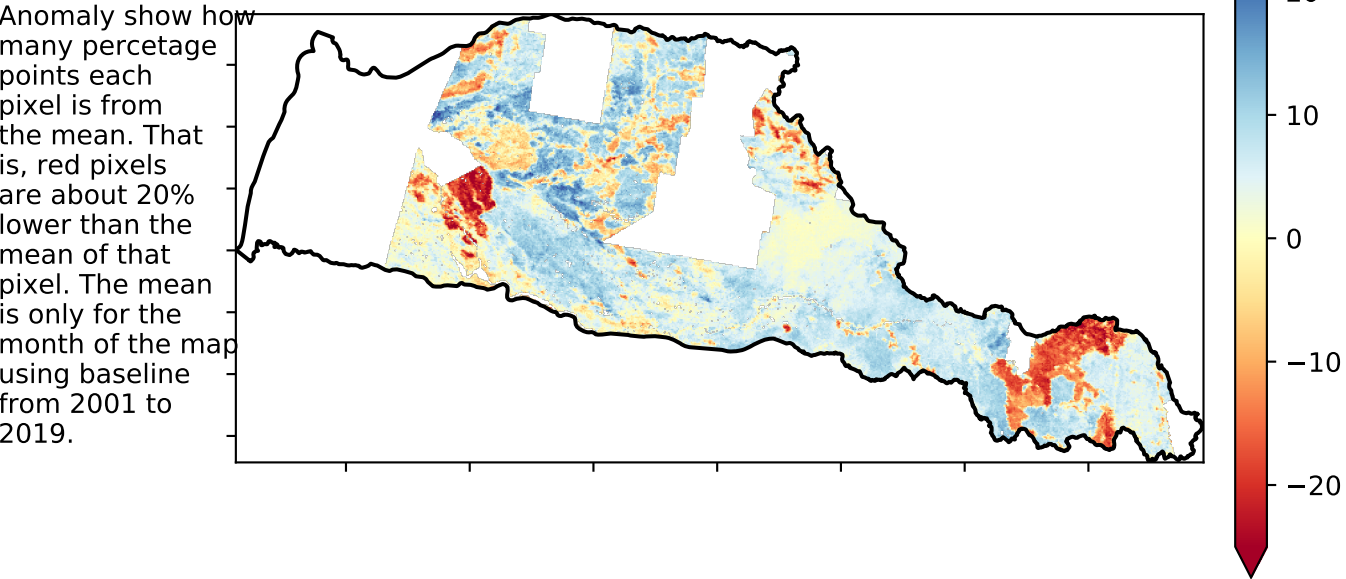 Anomaly show how
many percetage
points each
pixel is from
the mean. That
is, red pixels
are about 20%
lower than the
mean of that
pixel. The mean
is only for the
month of the map
using baseline
from 2001 to
2019.
10
0
−10
−20